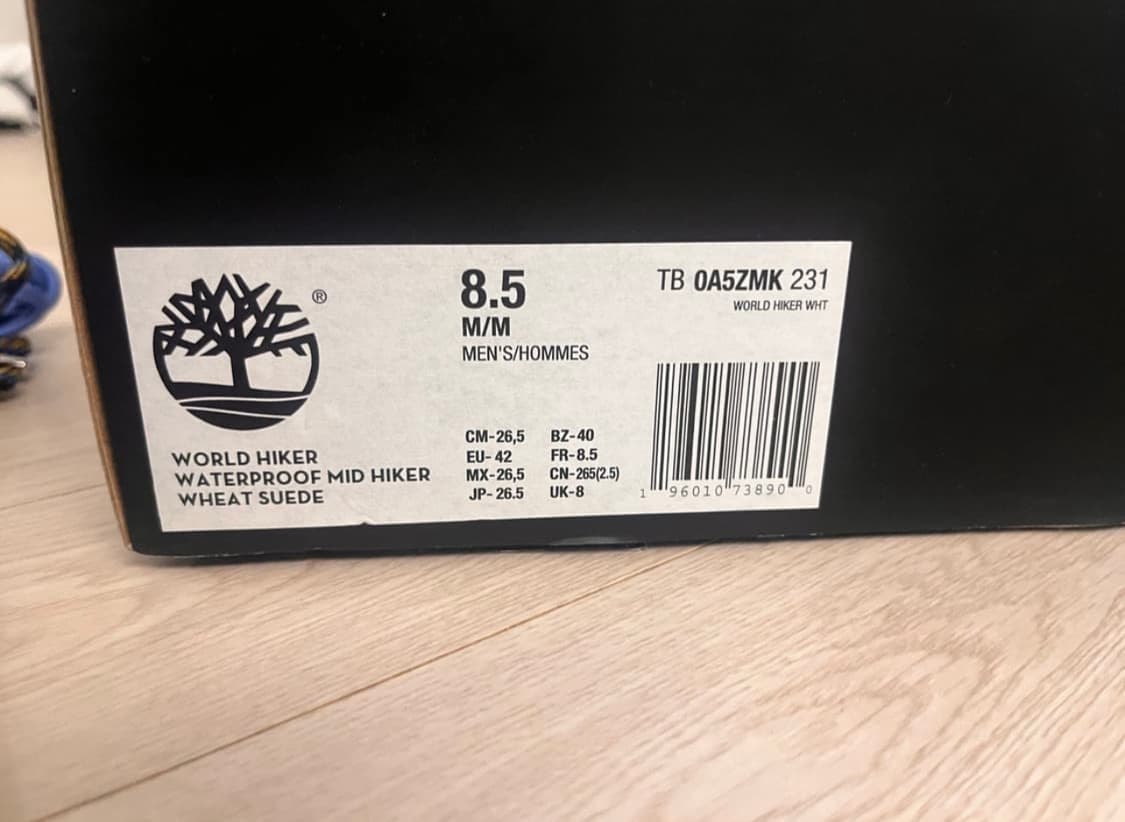 ®
8.5
M/M
MEN'S/HOMMES
TB 0A5ZMK 231
WORLD HIKER WHT
WORLD HIKER
WATERPROOF MID HIKER
WHEAT SUEDE
CM-26,5 BZ-40
EU-42 FR-8.5
MX-26,5 CN-265(2.5)
JP-26.5 UK-8
1 96010 73890 0